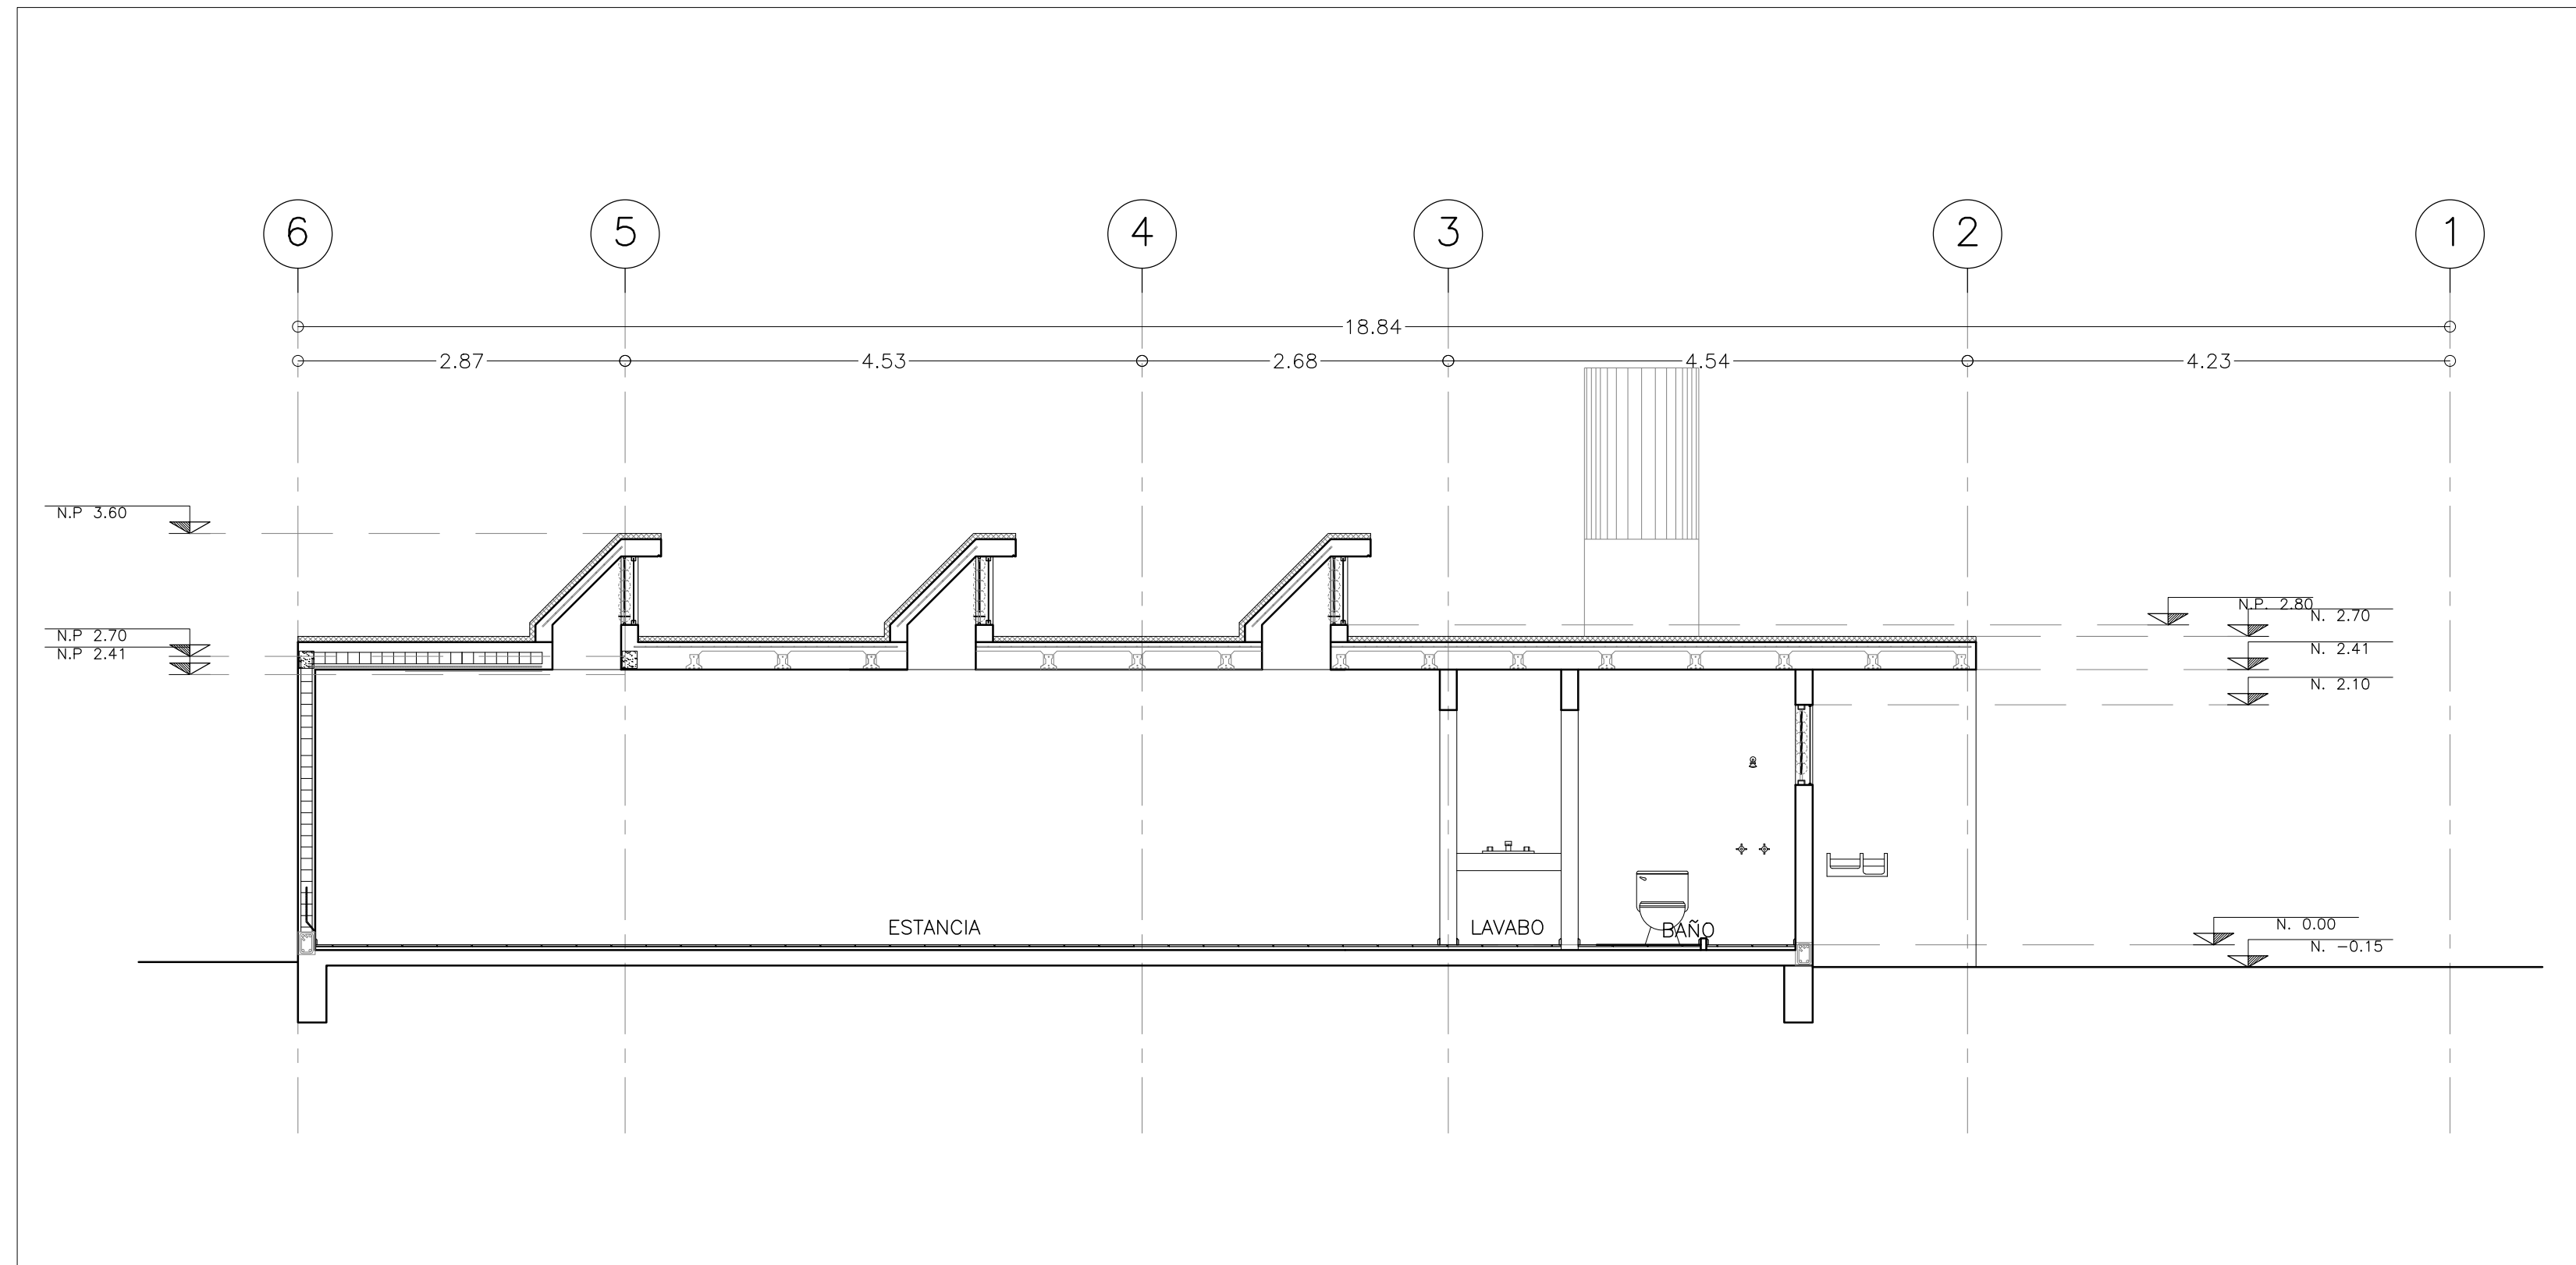 6 5 4 3 2 1
18.84
2.87 4.53 2.68 4.54 4.23
N.P 3.60
N.P. 2.80
N. 2.70
N.P 2.70
N.P 2.41
N. 2.41
N. 2.10
ESTANCIA LAVABO BAÑO
N. 0.00
N. -0.15